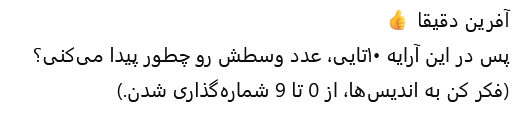 آفرین دقیقا 👍
پس در این آرایه ۱۰تایی، عدد وسطش رو چطور پیدا می‌کنی؟
(فکر کن به اندیس‌ها، از 0 تا 9 شماره‌گذاری شدن.)